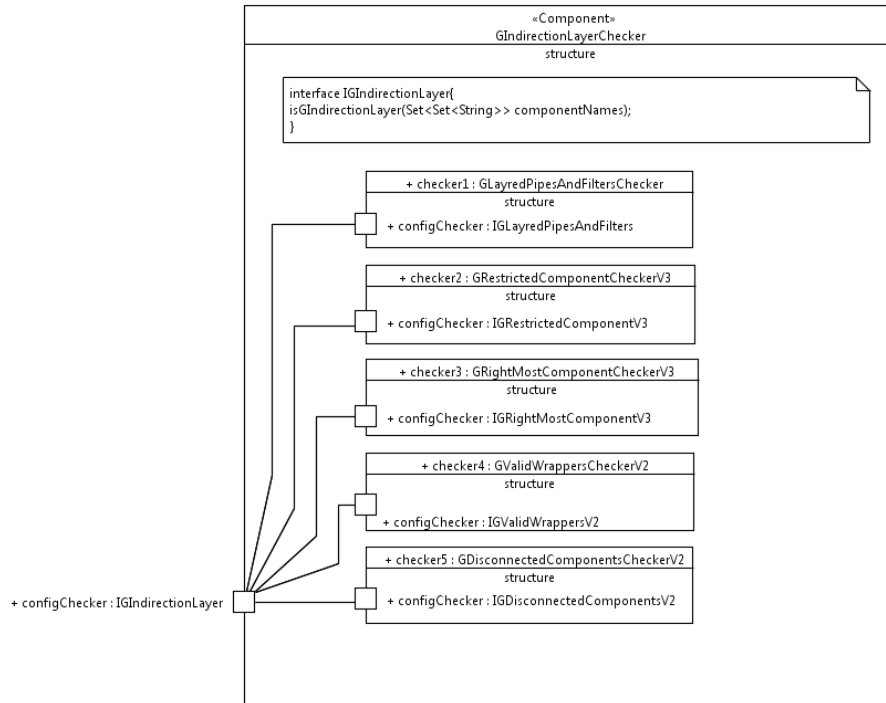 «Component»
GIndirectionLayerChecker
structure
interface IGIndirectionLayer{
isGIndirectionLayer(Set<Set<String>> componentNames);
}
+ checker1 : GLayredPipesAndFiltersChecker
structure
+ configChecker : IGLayredPipesAndFilters
+ checker2 : GRestrictedComponentCheckerV3
structure
+ configChecker : IGRestrictedComponentV3
+ checker3 : GRightMostComponentCheckerV3
structure
+ configChecker : IGRightMostComponentV3
+ checker4 : GValidWrappersCheckerV2
structure
+ configChecker : IGValidWrappersV2
+ checker5 : GDisconnectedComponentsCheckerV2
structure
+ configChecker : IGDisconnectedComponentsV2
+ configChecker : IGIndirectionLayer